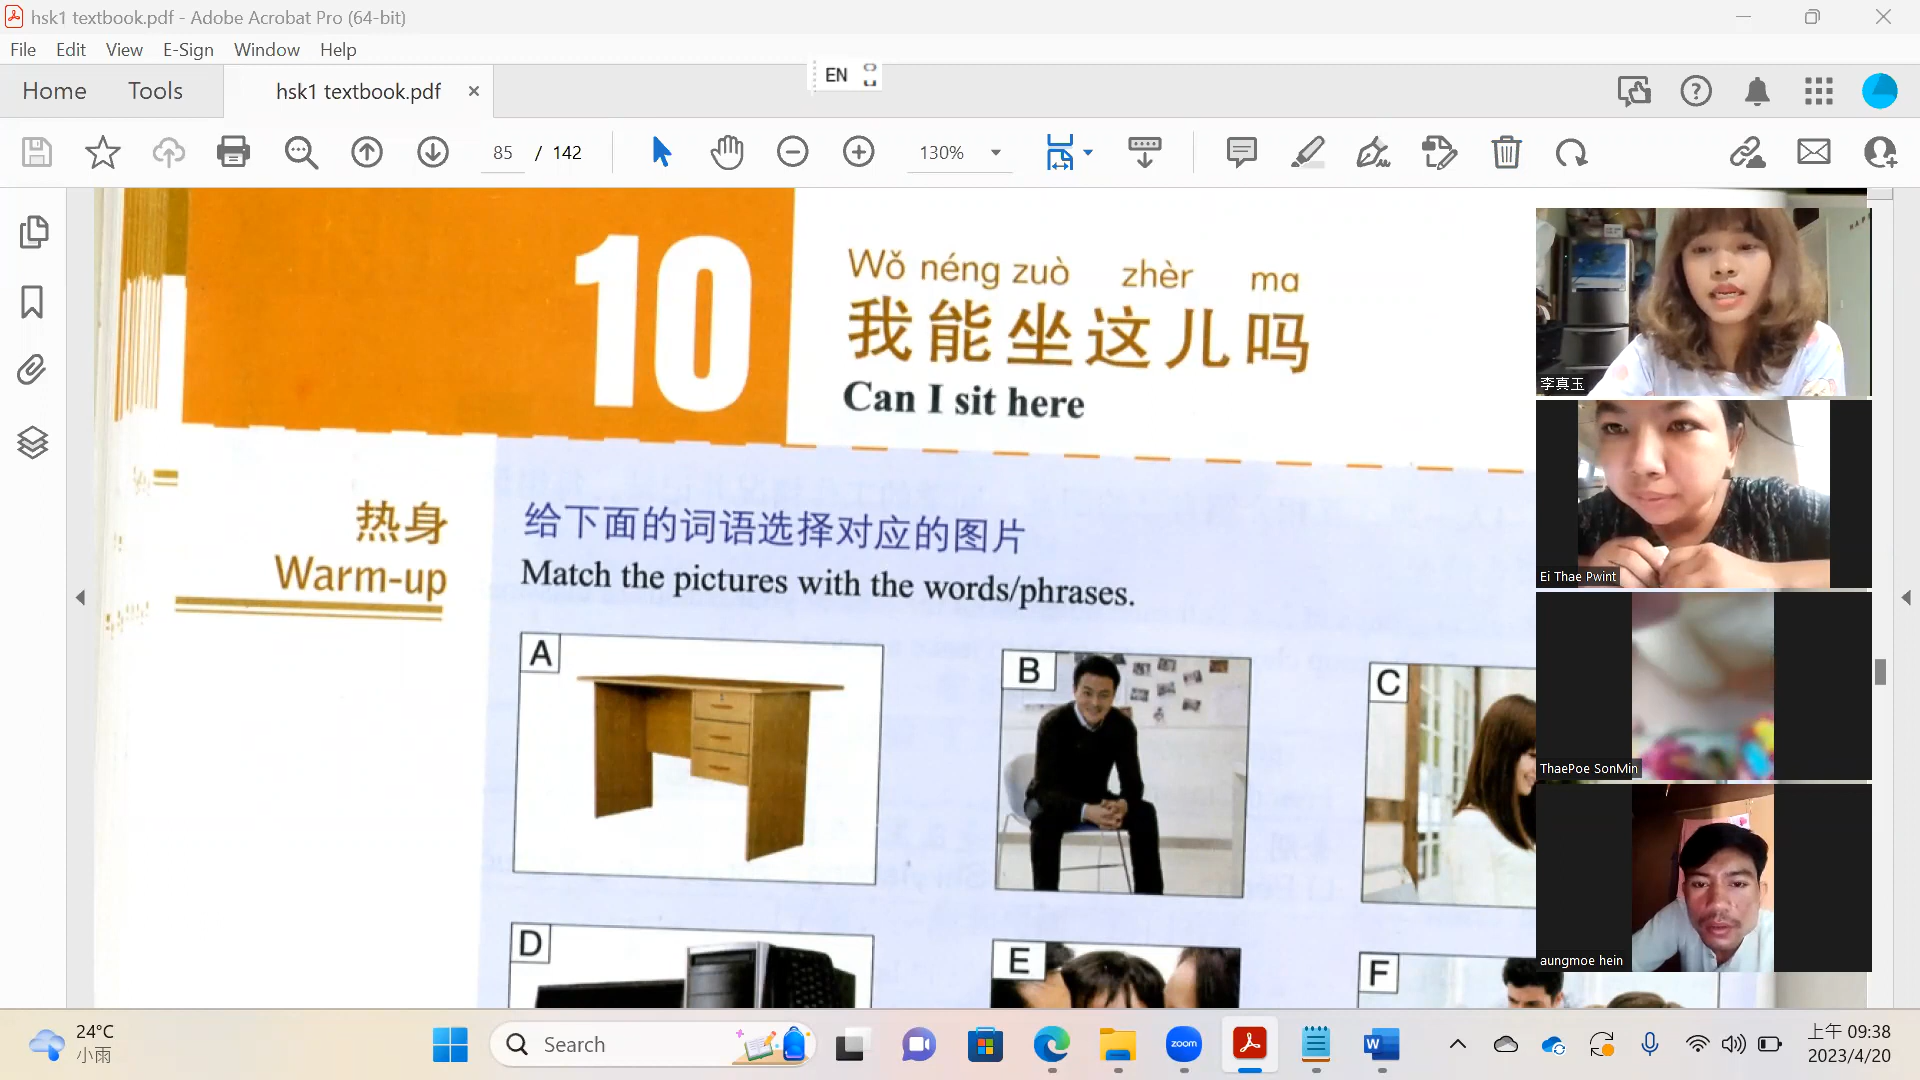 hsk1 textbook.pdf - Adobe Acrobat Pro (64-bit)
File Edit View E-Sign Window Help
Home Tools hsk1 textbook.pdf
EN
85 / 142 130%
10
Wǒ néng zuò zhèr ma
我能坐这儿吗
Can I sit here
热身
Warm-up
给下面的词语选择对应的图片
Match the pictures with the words/phrases.
A
B
C
D
E
F
李真玉
Ei Thae Pwint
ThaePoe SonMin
aungmoe hein
24°C
小雨
Search
zoom
W
上午 09:38
2023/4/20